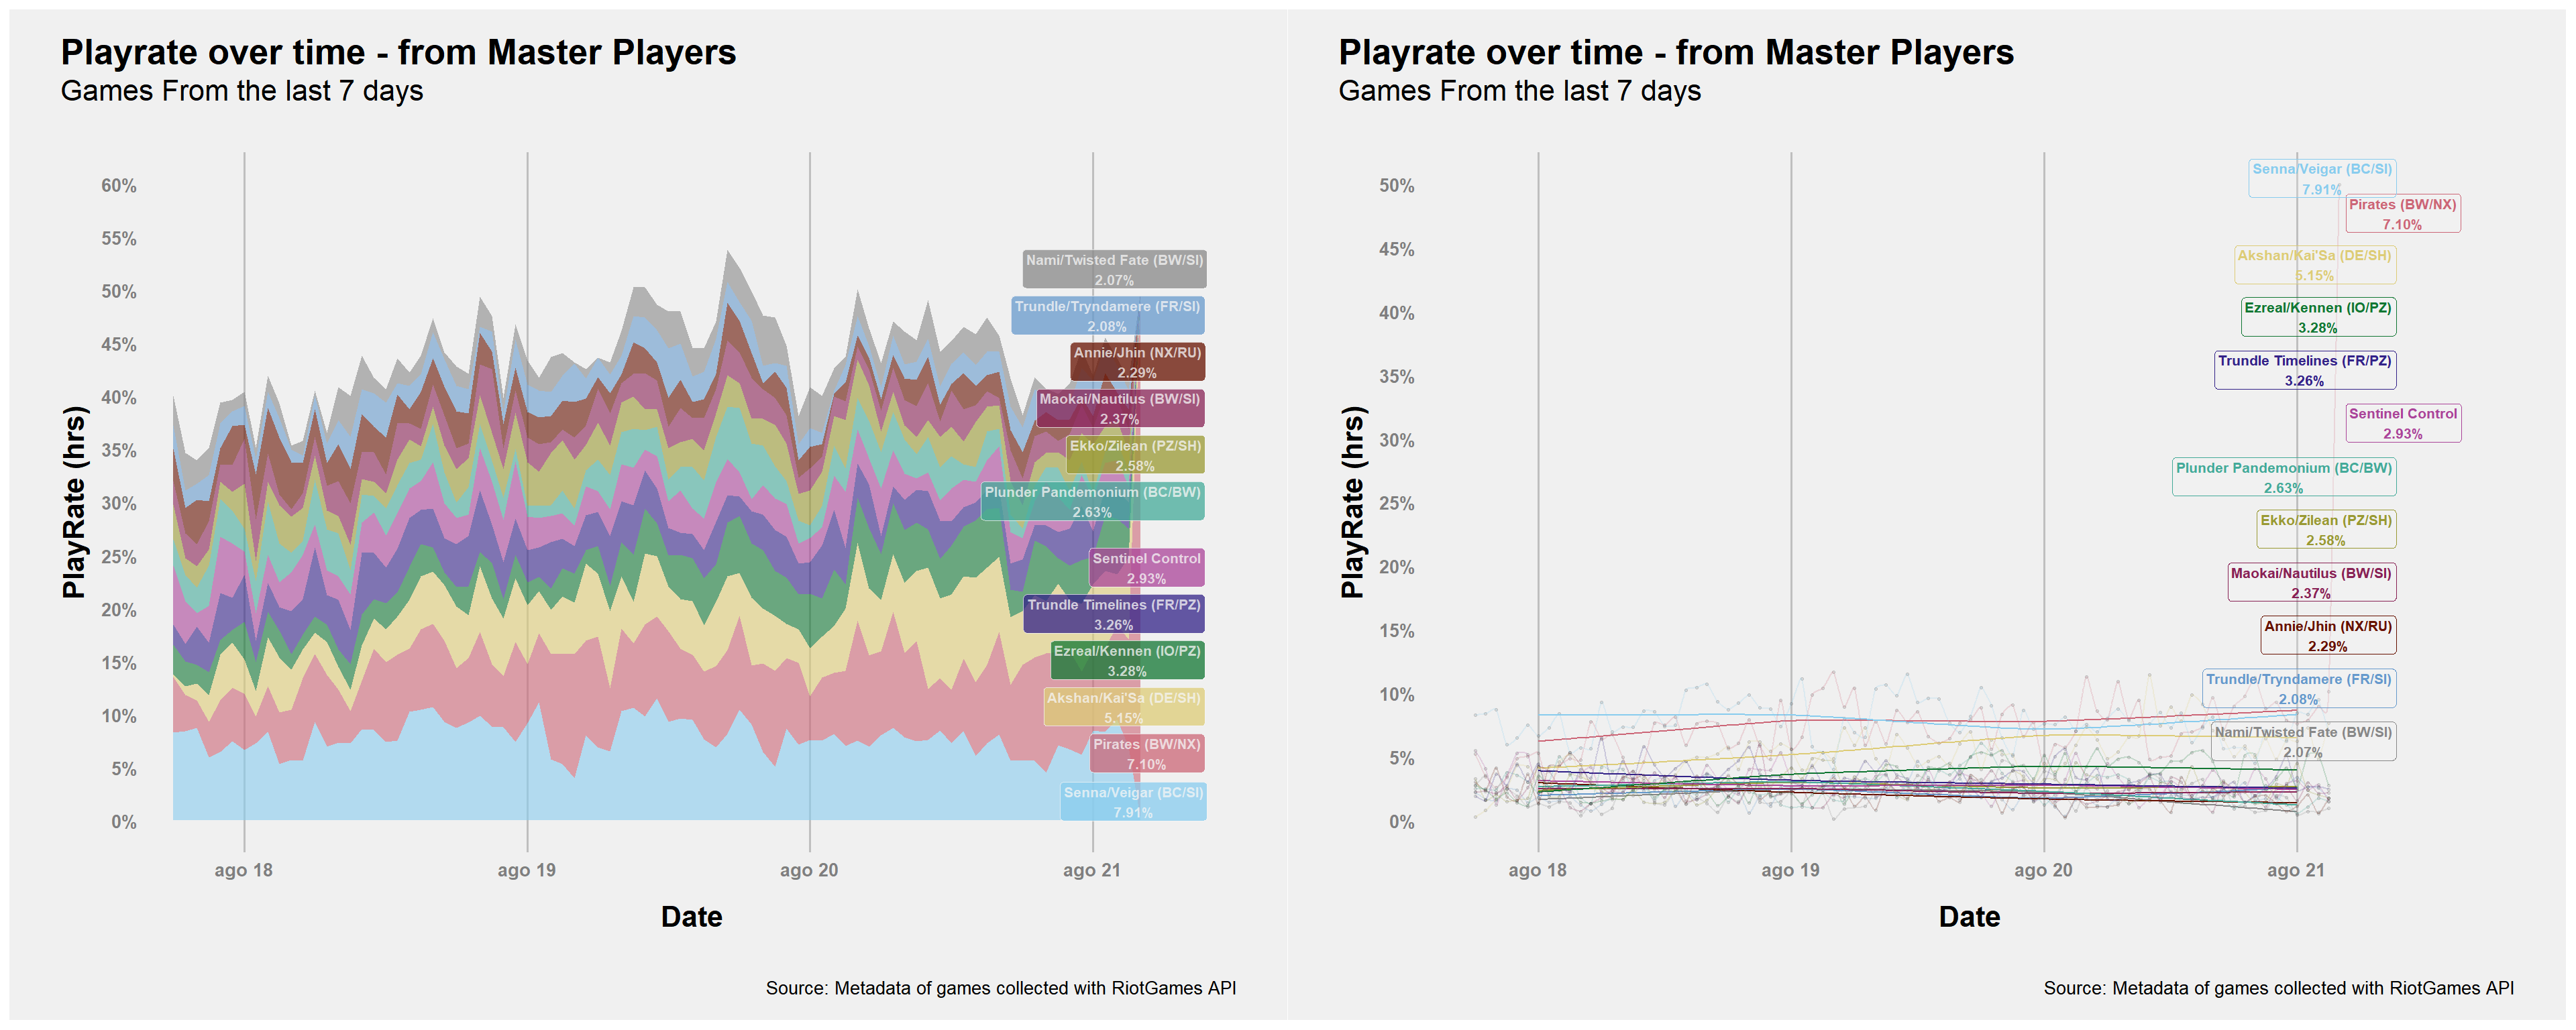 Playrate over time - from Master Players
Games From the last 7 days
PlayRate (hrs)
60%
55%
50%
45%
40%
35%
30%
25%
20%
15%
10%
5%
0%
Nami/Twisted Fate (BW/SI)
2.07%
Trundle/Tryndamere (FR/SI)
2.08%
Annie/Jhin (NX/RU)
2.29%
Maokai/Nautilus (BW/SI)
2.37%
Ekko/Zilean (PZ/SH)
2.58%
Plunder Pandemonium (BC/BW)
2.63%
Sentinel Control
2.93%
Trundle Timelines (FR/PZ)
3.26%
Ezreal/Kennen (IO/PZ)
3.28%
Akshan/Kai'Sa (DE/SH)
5.15%
Pirates (BW/NX)
7.10%
Senna/Veigar (BC/SI)
7.91%
ago 18
ago 19
ago 20
ago 21
Date
Source: Metadata of games collected with RiotGames API
Playrate over time - from Master Players
Games From the last 7 days
PlayRate (hrs)
50%
45%
40%
35%
30%
25%
20%
15%
10%
5%
0%
Senna/Veigar (BC/SI)
7.91%
Pirates (BW/NX)
7.10%
Akshan/Kai'Sa (DE/SH)
5.15%
Ezreal/Kennen (IO/PZ)
3.28%
Trundle Timelines (FR/PZ)
3.26%
Sentinel Control
2.93%
Plunder Pandemonium (BC/BW)
2.63%
Ekko/Zilean (PZ/SH)
2.58%
Maokai/Nautilus (BW/SI)
2.37%
Annie/Jhin (NX/RU)
2.29%
Trundle/Tryndamere (FR/SI)
2.08%
Nami/Twisted Fate (BW/SI)
2.07%
ago 18
ago 19
ago 20
ago 21
Date
Source: Metadata of games collected with RiotGames API